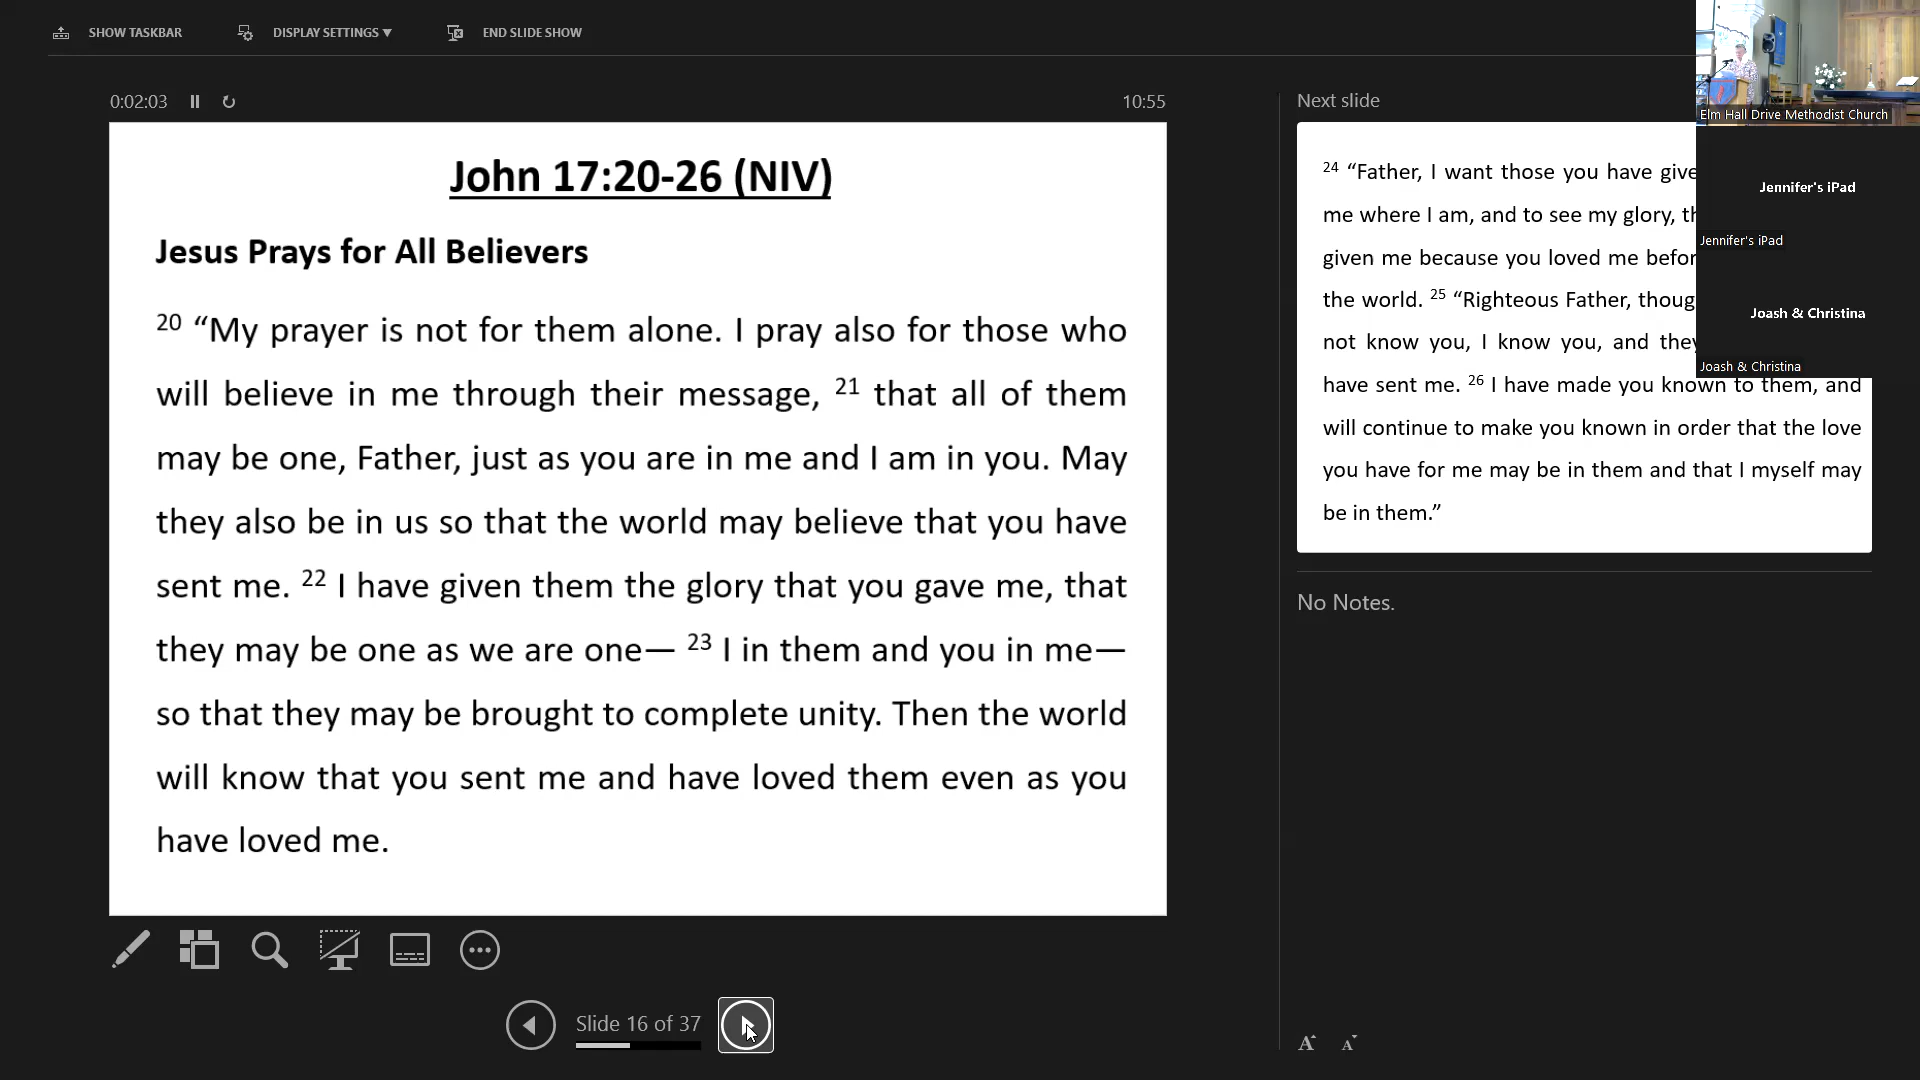 SHOW TASKBAR
DISPLAY SETTINGS ▼
END SLIDE SHOW
0:02:03
10:55
John 17:20-26 (NIV)
Jesus Prays for All Believers
20 “My prayer is not for them alone. I pray also for those who
will believe in me through their message, 21 that all of them
may be one, Father, just as you are in me and I am in you. May
they also be in us so that the world may believe that you have
sent me. 22 I have given them the glory that you gave me, that
they may be one as we are one— 23 I in them and you in me—
so that they may be brought to complete unity. Then the world
will know that you sent me and have loved them even as you
have loved me.
Slide 16 of 37
Next slide
24 “Father, I want those you have
me where I am, and to see my glory,
given me because you loved me
the world. 25 “Righteous Father,
not know you, I know you, and
have sent me. 26 I have made you known to them, and
will continue to make you known in order that the love
you have for me may be in them and that I myself may
be in them.”
No Notes.
A A
Elm Hall Drive Methodist Church
Jennifer's iPad
Jennifer's iPad
Joash & Christina
Joash & Christina